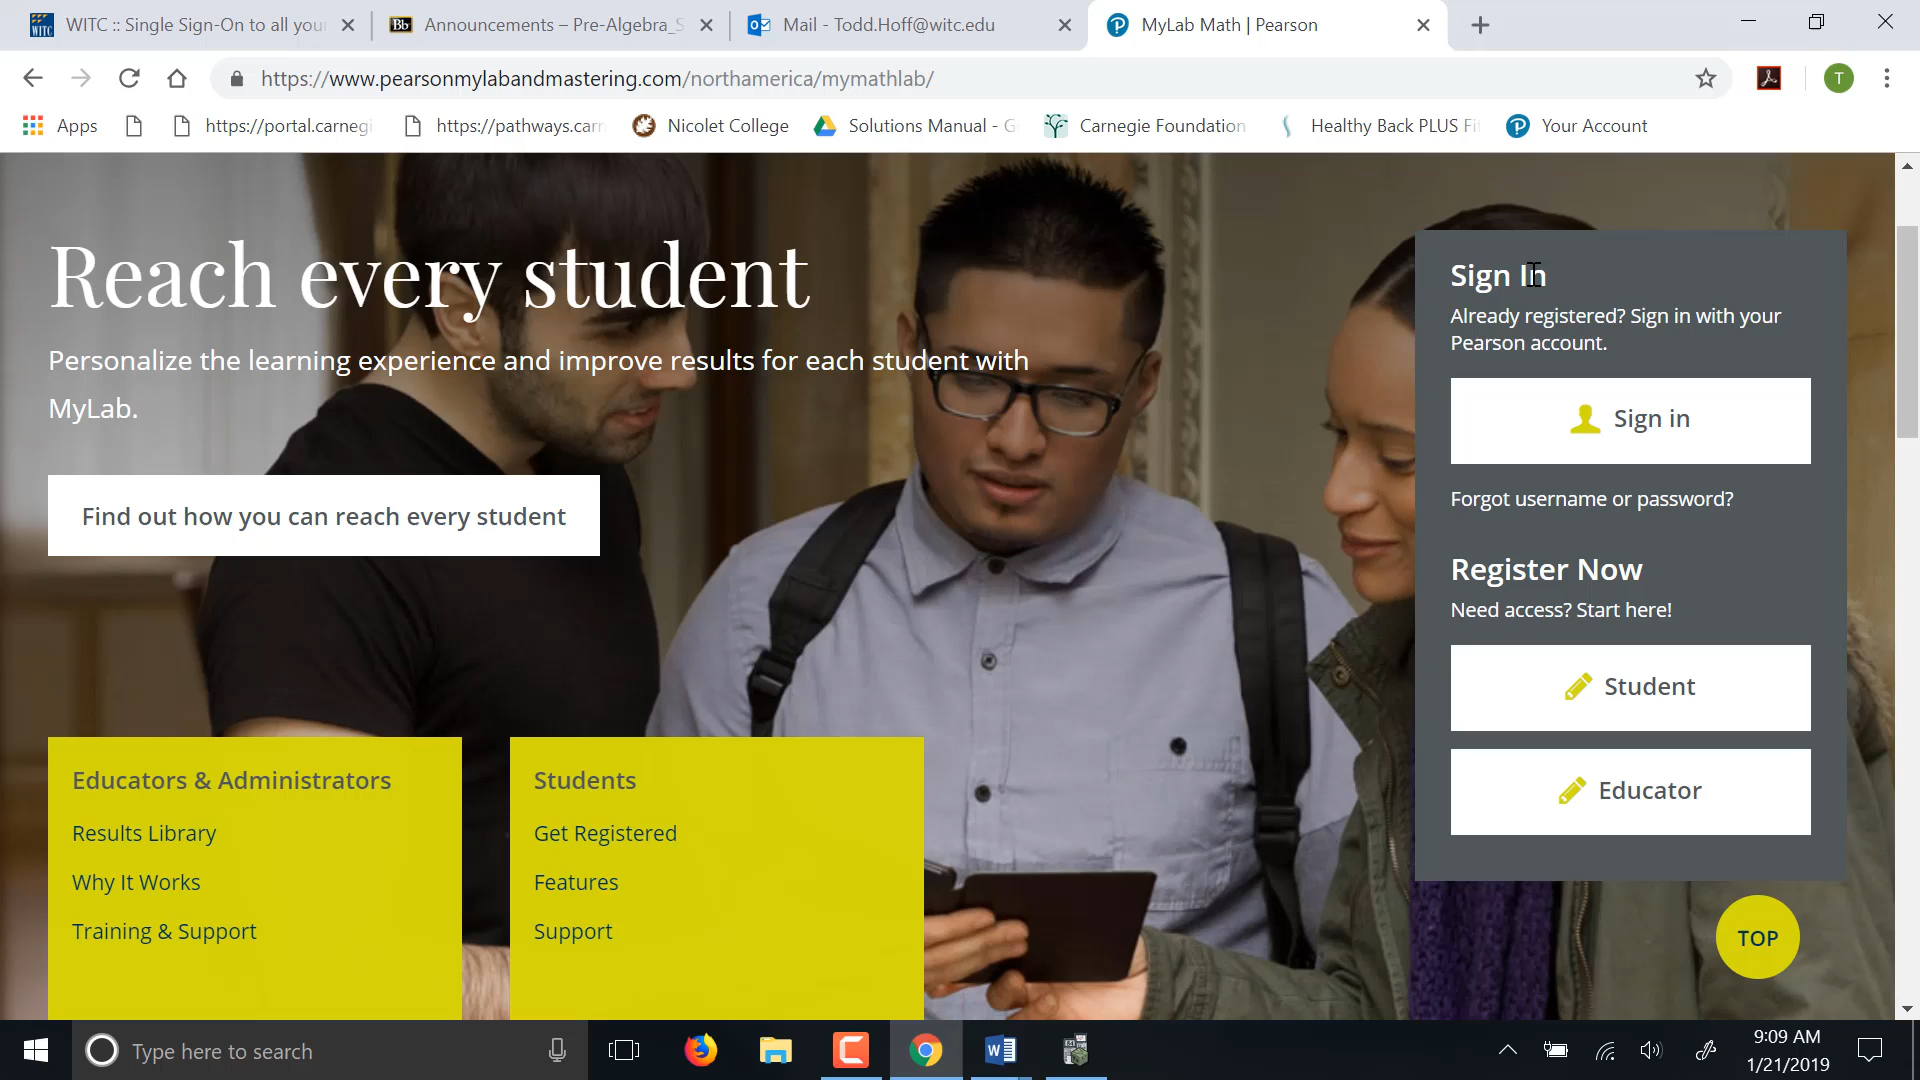 WITC :: Single Sign-On to all your
Announcements – Pre-Algebra_S
Mail - Todd.Hoff@witc.edu
MyLab Math | Pearson
https://www.pearsonmylabandmastering.com/northamerica/mymathlab/
T
Apps
https://portal.carnegi
https://pathways.carn
Nicolet College
Solutions Manual - G
Carnegie Foundation
Healthy Back PLUS Fi
Your Account
Reach every student
Personalize the learning experience and improve results for each student with
MyLab.
Find out how you can reach every student
Educators & Administrators
Results Library
Why It Works
Training & Support
Students
Get Registered
Features
Support
Sign In
Already registered? Sign in with your
Pearson account.
Sign in
Forgot username or password?
Register Now
Need access? Start here!
Student
Educator
TOP
Type here to search
9:09 AM
1/21/2019